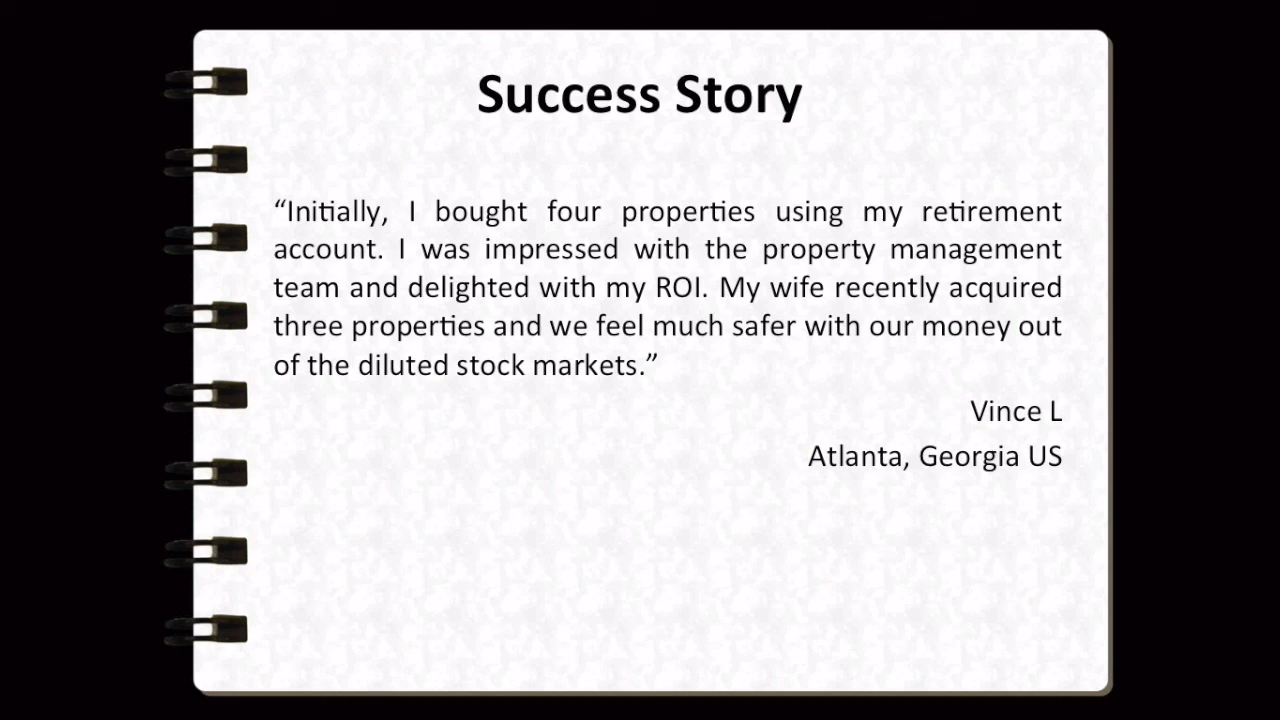 Success Story
“Initially, I bought four properties using my retirement
account. I was impressed with the property management
team and delighted with my ROI. My wife recently acquired
three properties and we feel much safer with our money out
of the diluted stock markets.”
Vince L
Atlanta, Georgia US